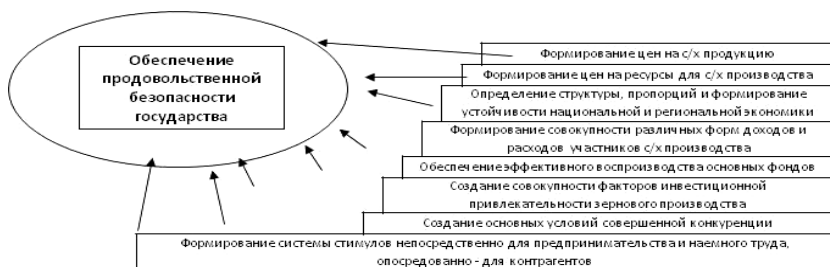 Обеспечение
продовольственной
безопасности
государства
Формирование цен на с/х продукцию
Формирование цен на ресурсы для с/х производства
Определение структуры, пропорций и формирование
устойчивости национальной и региональной экономики
Формирование совокупности различных форм доходов и
расходов участников с/х производства
Обеспечение эффективного воспроизводства основных фондов
Создание совокупности факторов инвестиционной
привлекательности зернового производства
Создание основных условий совершенной конкуренции
Формирование системы стимулов непосредственно для предпринимательства и наемного труда,
опосредовано - для контрагентов